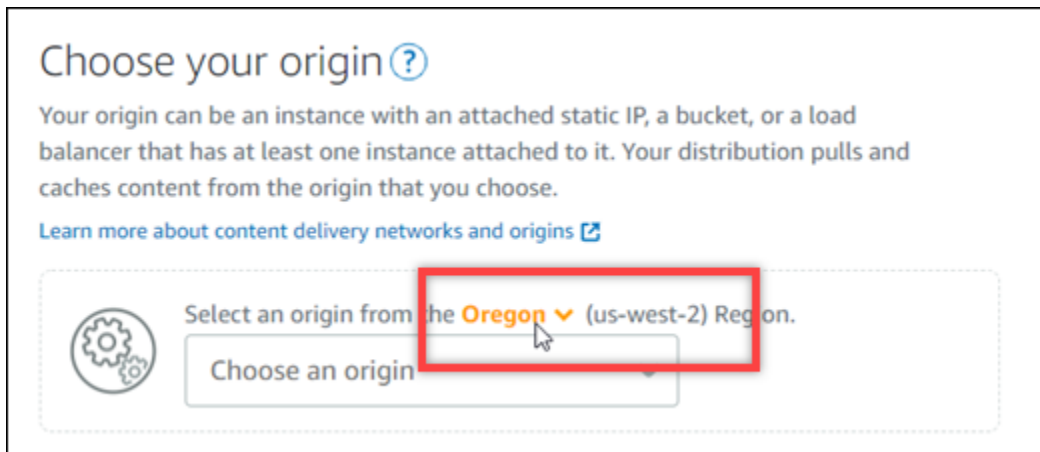 Choose your origin ?
Your origin can be an instance with an attached static IP, a bucket, or a load
balancer that has at least one instance attached to it. Your distribution pulls and
caches content from the origin that you choose.
Learn more about content delivery networks and origins
Select an origin from the Oregon (us-west-2) Region.
Choose an origin